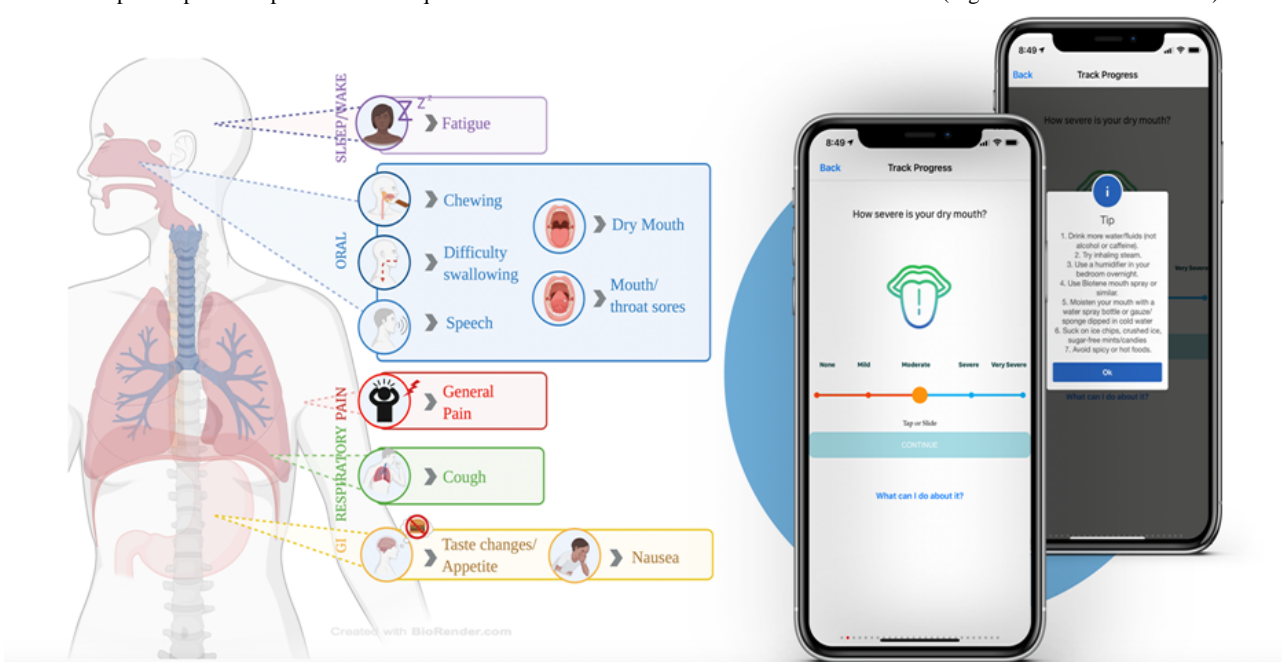 SLEEP/WAKE
Fatigue
ORAL
Chewing
Difficulty
swallowing
Speech
Dry Mouth
Mouth/
throat sores
PAIN
General
Pain
RESPIRATORY
Cough
GI
Taste changes/
Appetite
Nausea
Created with BioRender.com
8:49
Back
Track Progress
How severe is your dry mouth?
None Mild Moderate Severe Very Severe
Tap or Slide
CONTINUE
What can I do about it?
8:49
Back
Track Progress
How severe is your dry mouth?
Tip
1. Drink more water/fluids (not
alcohol or caffeine).
2. Try inhaling steam.
3. Use a humidifier in your
bedroom overnight.
4. Use Biotene mouth spray or
similar.
5. Moisten your mouth with a
water spray bottle or gauze/
sponge dipped in cold water
6. Suck on ice chips, crushed ice,
sugar-free mints/candies
7. Avoid spicy or hot foods.
Very Severe
Ok
What can I do about it?